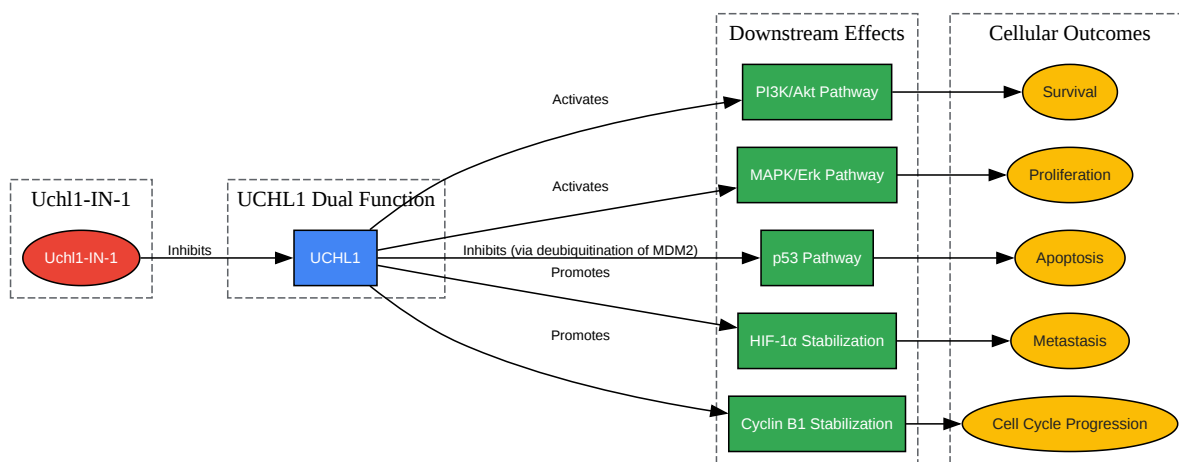 Downstream Effects
Cellular Outcomes
PI3K/Akt Pathway
Survival
Activates
MAPK/Erk Pathway
Proliferation
Activates
Uchl1-IN-1
UCHL1 Dual Function
Uchl1-IN-1
Inhibits
UCHL1
Inhibits (via deubiquitination of MDM2)
p53 Pathway
Apoptosis
Promotes
HIF-1α Stabilization
Metastasis
Promotes
Cyclin B1 Stabilization
Cell Cycle Progression